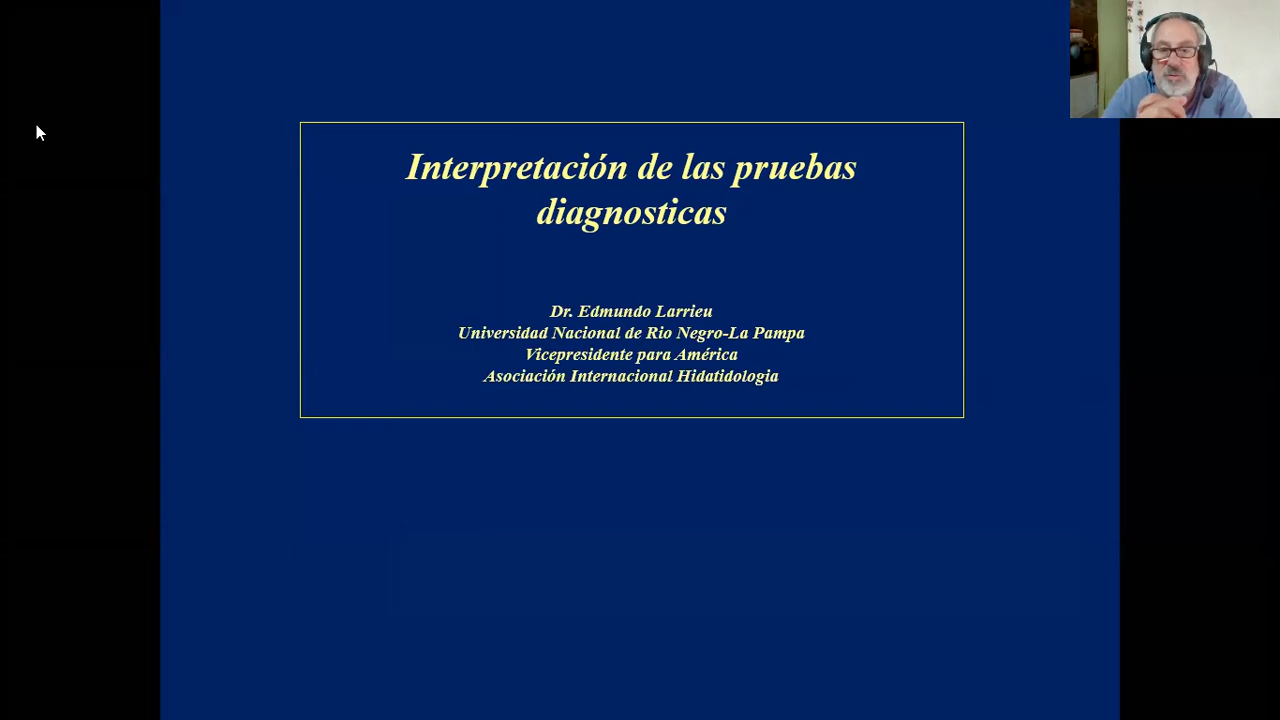 Interpretación de las pruebas
diagnosticas
Dr. Edmundo Larrieu
Universidad Nacional de Rio Negro-La Pampa
Vicepresidente para América
Asociación Internacional Hidatidologia